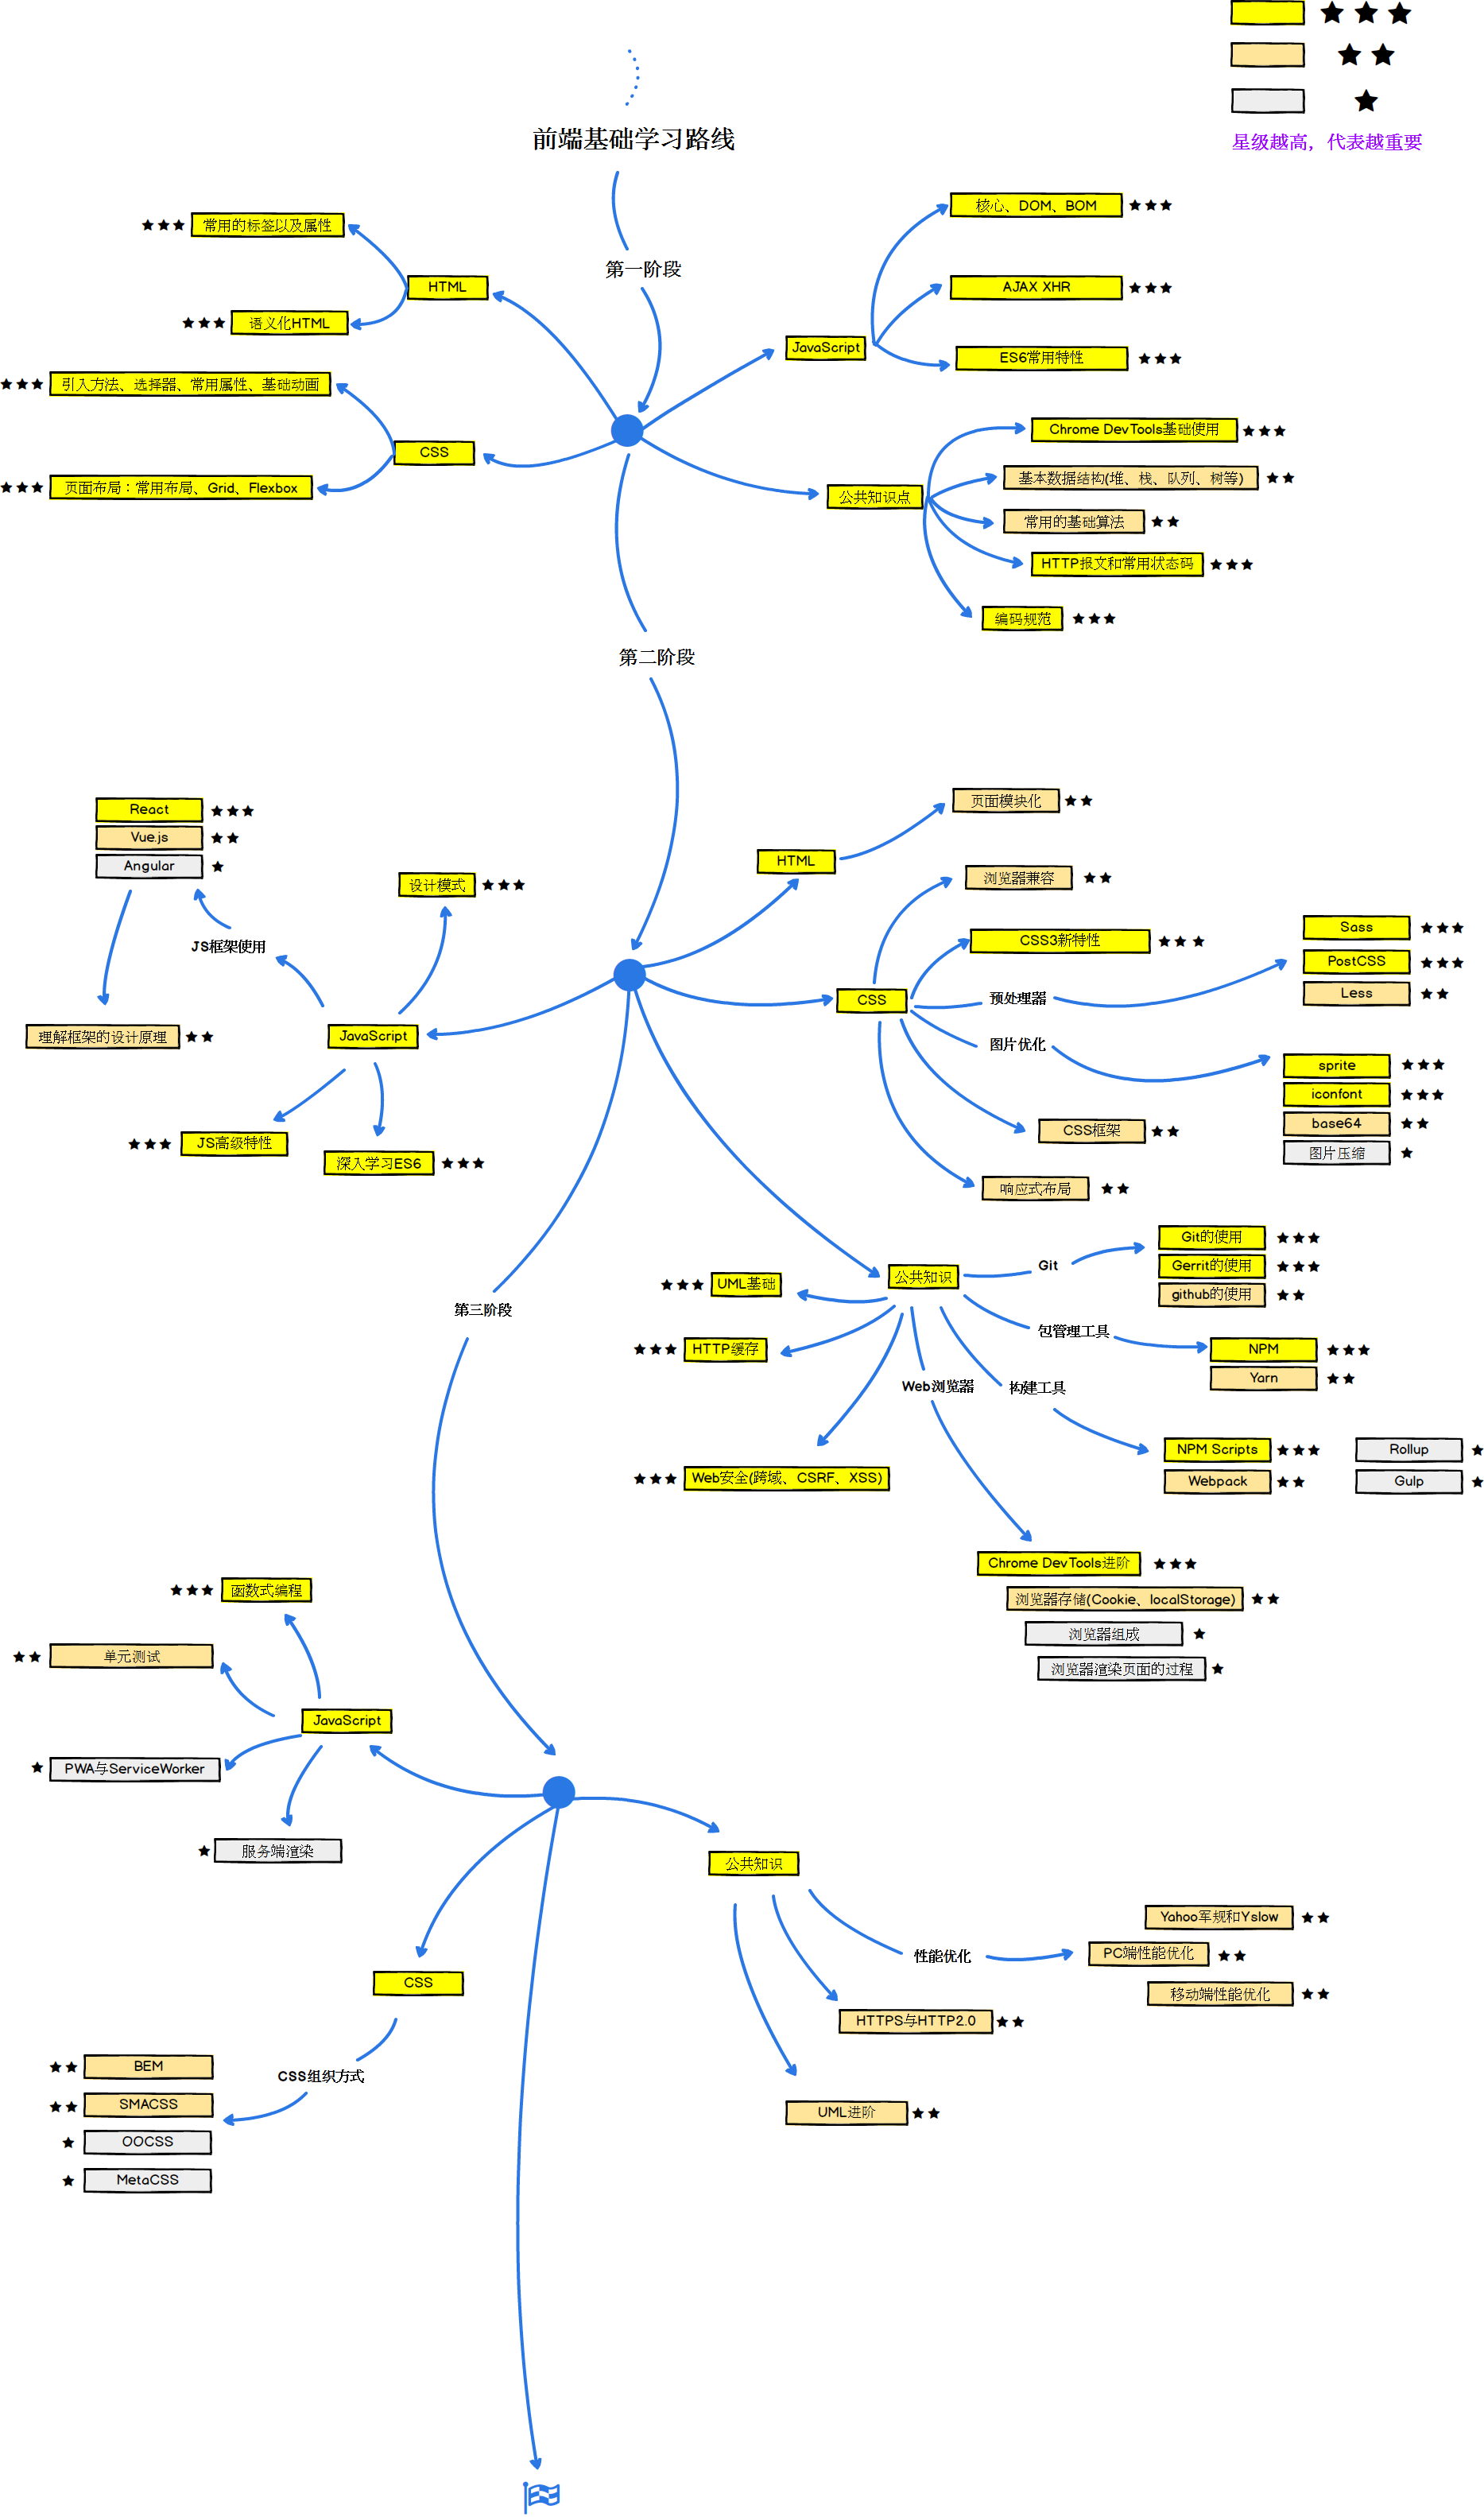 前端基础学习路线
星级越高，代表越重要
第一阶段
HTML
常用的标签以及属性
语义化HTML
CSS
引入方法、选择器、常用属性、基础动画
页面布局：常用布局、Grid、Flexbox
JavaScript
核心、DOM、BOM
AJAX XHR
ES6常用特性
公共知识点
Chrome DevTools基础使用
基本数据结构(堆、栈、队列、树等)
常用的基础算法
HTTP报文和常用状态码
编码规范
第二阶段
HTML
页面模块化
CSS
浏览器兼容
CSS3新特性
预处理器
Sass
PostCSS
Less
图片优化
sprite
iconfont
base64
图片压缩
CSS框架
响应式布局
JavaScript
设计模式
JS框架使用
React
Vue.js
Angular
理解框架的设计原理
JS高级特性
深入学习ES6
公共知识
Git
Git的使用
Gerrit的使用
github的使用
包管理工具
NPM
Yarn
构建工具
NPM Scripts
Webpack
Rollup
Gulp
Web浏览器
Chrome DevTools进阶
浏览器存储(Cookie、localStorage)
浏览器组成
浏览器渲染页面的过程
UML基础
HTTP缓存
Web安全(跨域、CSRF、XSS)
第三阶段
JavaScript
函数式编程
单元测试
PWA与ServiceWorker
服务端渲染
CSS
CSS组织方式
BEM
SMACSS
OOCSS
MetaCSS
公共知识
性能优化
Yahoo军规和Yslow
PC端性能优化
移动端性能优化
HTTPS与HTTP2.0
UML进阶